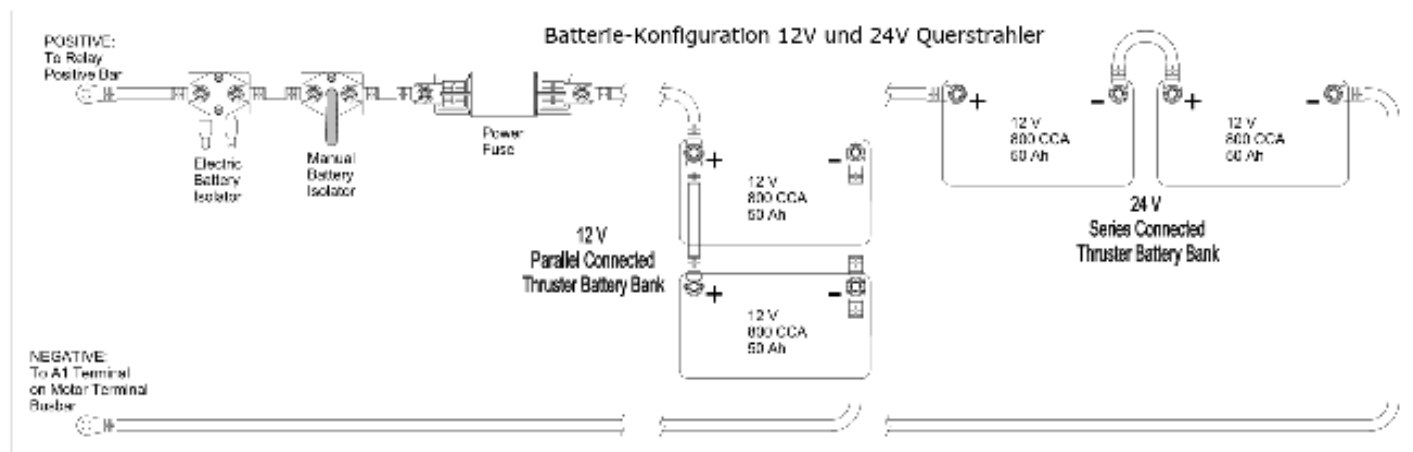 Batterie-Konfiguration 12V und 24V Querstrahler
POSITIVE:
To Relay
Positive Bar
Electric
Battery
Isolator
Manual
Battery
Isolator
Power
Fuse
+ -
12 V
800 CCA
50 Ah
12 V
Parallel Connected
Thruster Battery Bank
+ -
12 V
800 CCA
50 Ah
+ -
12 V
800 CCA
60 Ah
+ -
12 V
800 CCA
60 Ah
24 V
Series Connected
Thruster Battery Bank
NEGATIVE:
To A1 Terminal
on Motor Terminal
Busbar